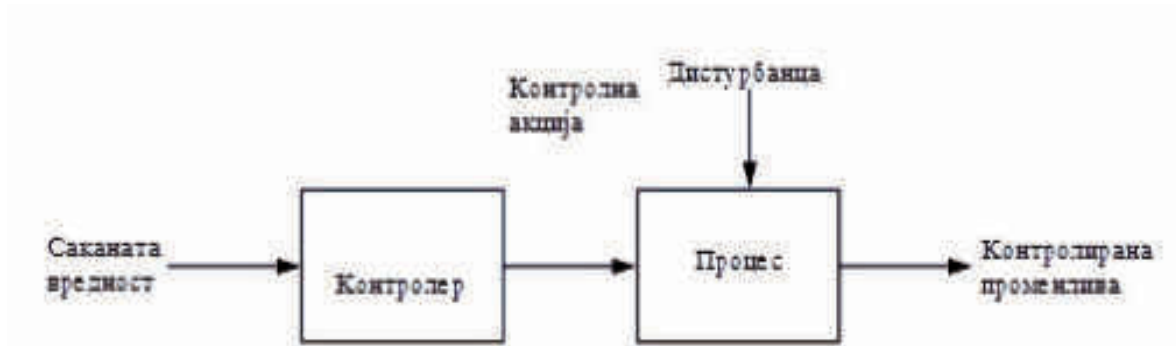 Контролна
акција
Дистурбанца
Саканата
вредност
Контролер
Процес
Контролирана
променлива